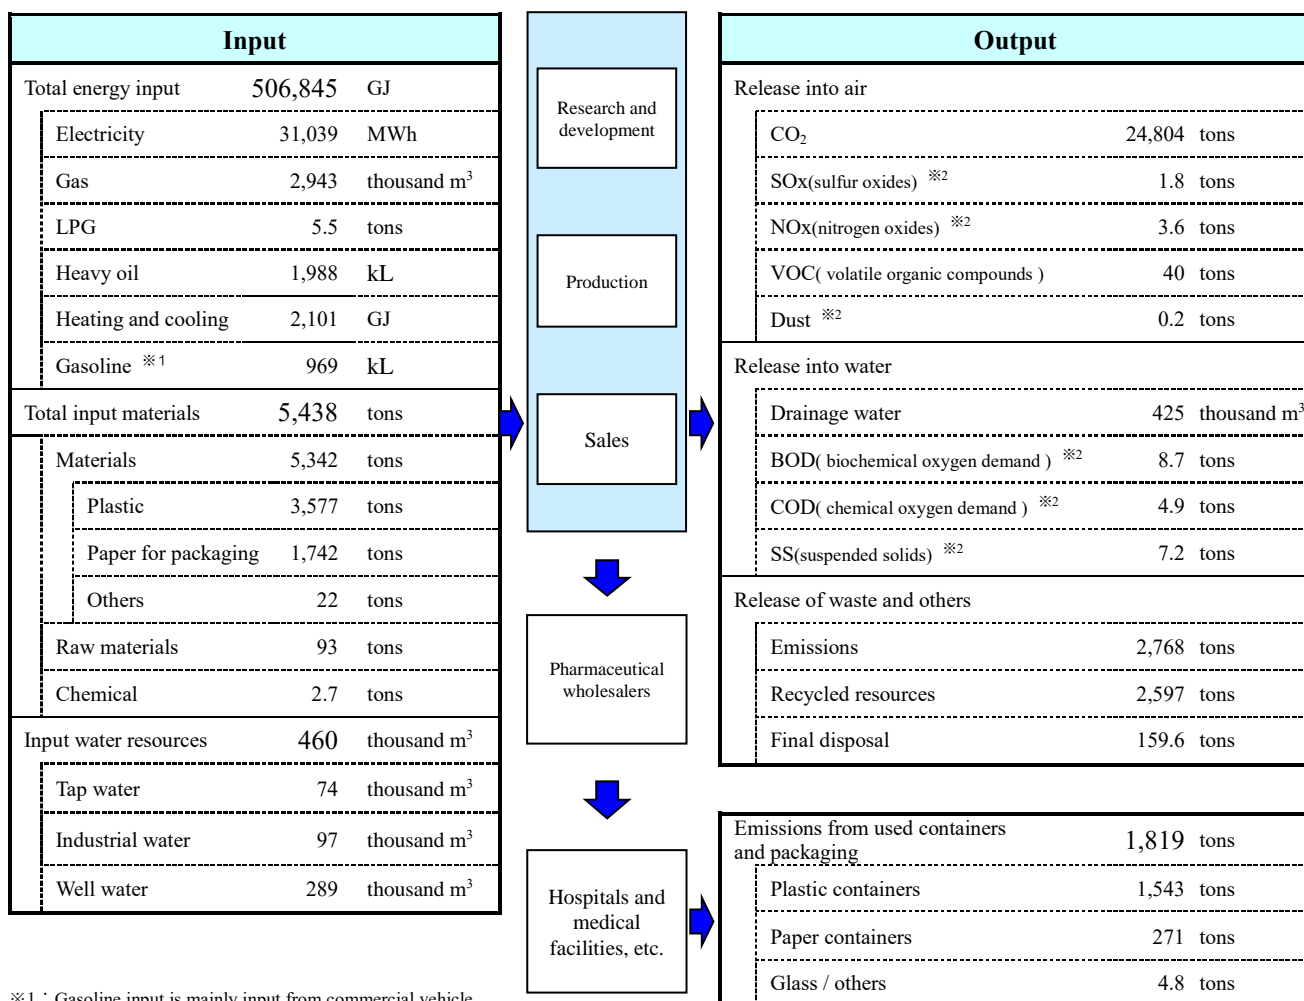 Input
Total energy input 506,845 GJ
Electricity 31,039 MWh
Gas 2,943 thousand m³
LPG 5.5 tons
Heavy oil 1,988 kL
Heating and cooling 2,101 GJ
Gasoline ※1 969 kL
Total input materials 5,438 tons
Materials 5,342 tons
Plastic 3,577 tons
Paper for packaging 1,742 tons
Others 22 tons
Raw materials 93 tons
Chemical 2.7 tons
Input water resources 460 thousand m³
Tap water 74 thousand m³
Industrial water 97 thousand m³
Well water 289 thousand m³
※1：Gasoline input is mainly input from commercial vehicle
Research and
development
Production
Sales
Pharmaceutical
wholesalers
Hospitals and
medical
facilities, etc.
Output
Release into air
CO₂ 24,804 tons
SOx(sulfur oxides) ※2 1.8 tons
NOx(nitrogen oxides) ※2 3.6 tons
VOC( volatile organic compounds ) 40 tons
Dust ※2 0.2 tons
Release into water
Drainage water 425 thousand m³
BOD( biochemical oxygen demand ) ※2 8.7 tons
COD( chemical oxygen demand ) ※2 4.9 tons
SS(suspended solids) ※2 7.2 tons
Release of waste and others
Emissions 2,768 tons
Recycled resources 2,597 tons
Final disposal 159.6 tons
Emissions from used containers
and packaging 1,819 tons
Plastic containers 1,543 tons
Paper containers 271 tons
Glass / others 4.8 tons